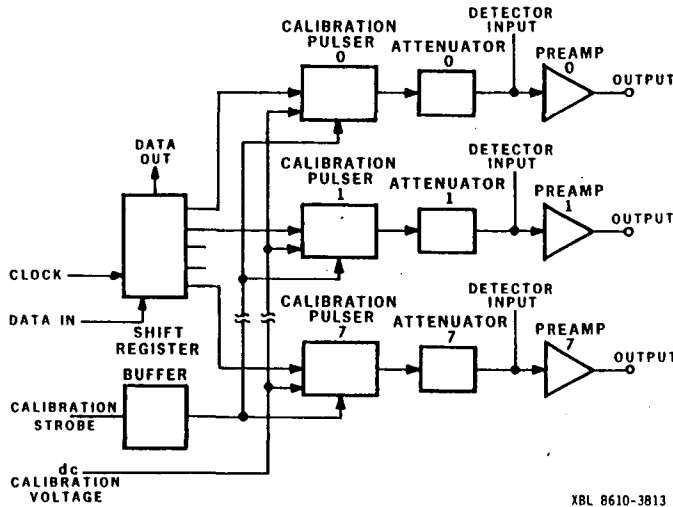 CALIBRATION
PULSER
0
ATTENUATOR
0
DETECTOR
INPUT
PREAMP
0
OUTPUT
DATA
OUT
CALIBRATION
PULSER
1
ATTENUATOR
1
DETECTOR
INPUT
PREAMP
1
OUTPUT
CLOCK
DATA IN
SHIFT
REGISTER
CALIBRATION
PULSER
7
ATTENUATOR
7
DETECTOR
INPUT
PREAMP
7
OUTPUT
BUFFER
CALIBRATION
STROBE
dc
CALIBRATION
VOLTAGE
XBL 8610-3813